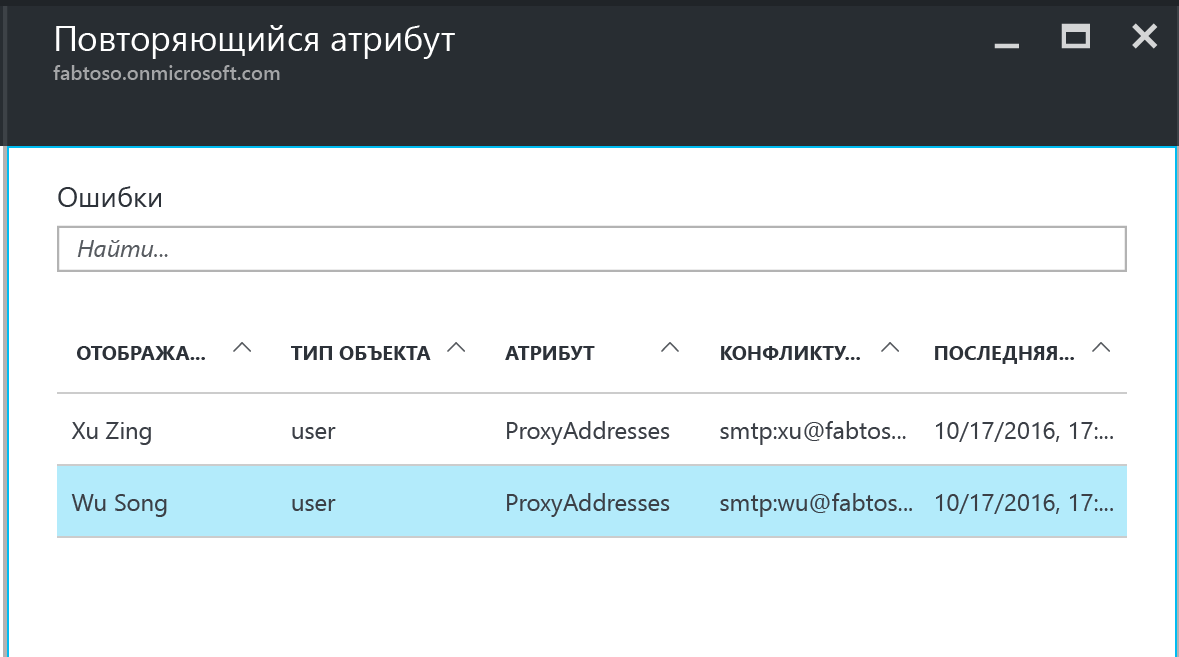 Повторяющийся атрибут
fabtoso.onmicrosoft.com
Ошибки
Найти...
ОТОБРАЖА... ТИП ОБЪЕКТА АТРИБУТ КОНФЛИКТУ... ПОСЛЕДНЯЯ...
Xu Zing user ProxyAddresses smtp:xu@fabtos... 10/17/2016, 17:...
Wu Song user ProxyAddresses smtp:wu@fabtos... 10/17/2016, 17:...